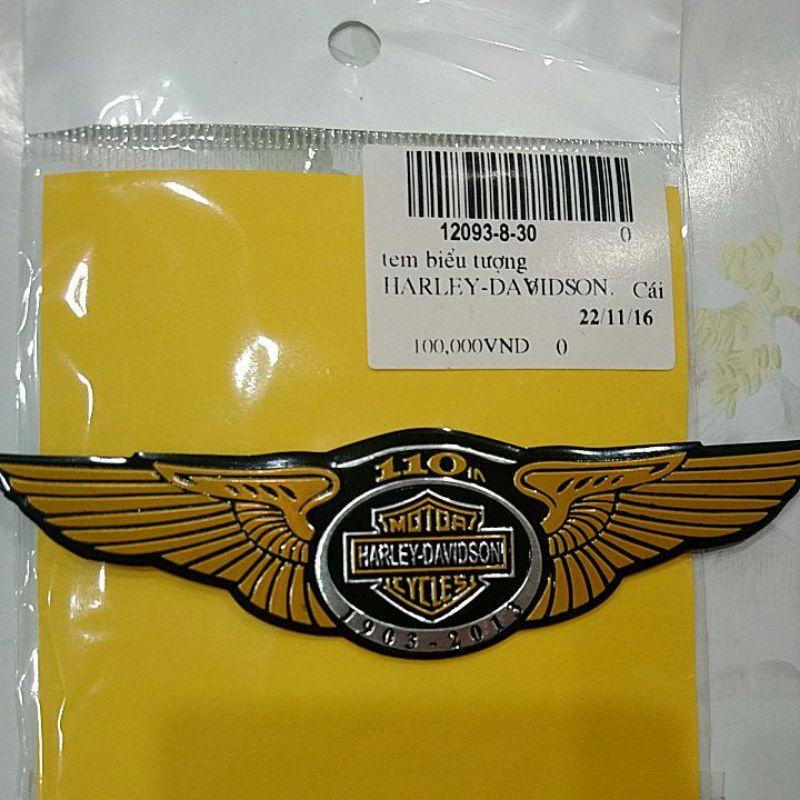 12093-8-30 0
tem biểu tượng
HARLEY-DAVIDSON. Cái
22/11/16
100,000VND 0
110th
MOTOR
HARLEY-DAVIDSON
CYCLES
1903-2013